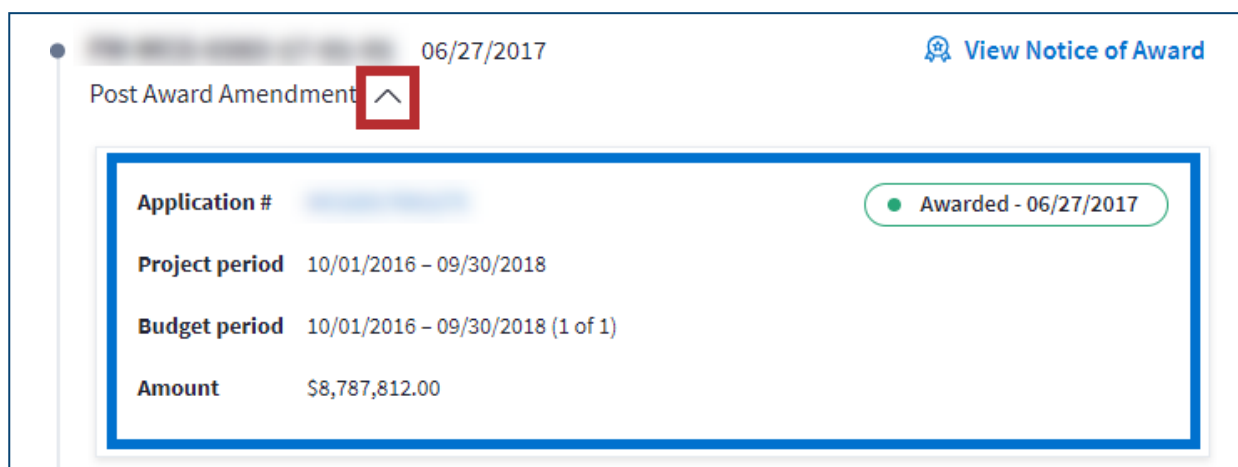 06/27/2017 View Notice of Award
Post Award Amendment
Application # Awarded - 06/27/2017
Project period 10/01/2016 – 09/30/2018
Budget period 10/01/2016 – 09/30/2018 (1 of 1)
Amount $8,787,812.00